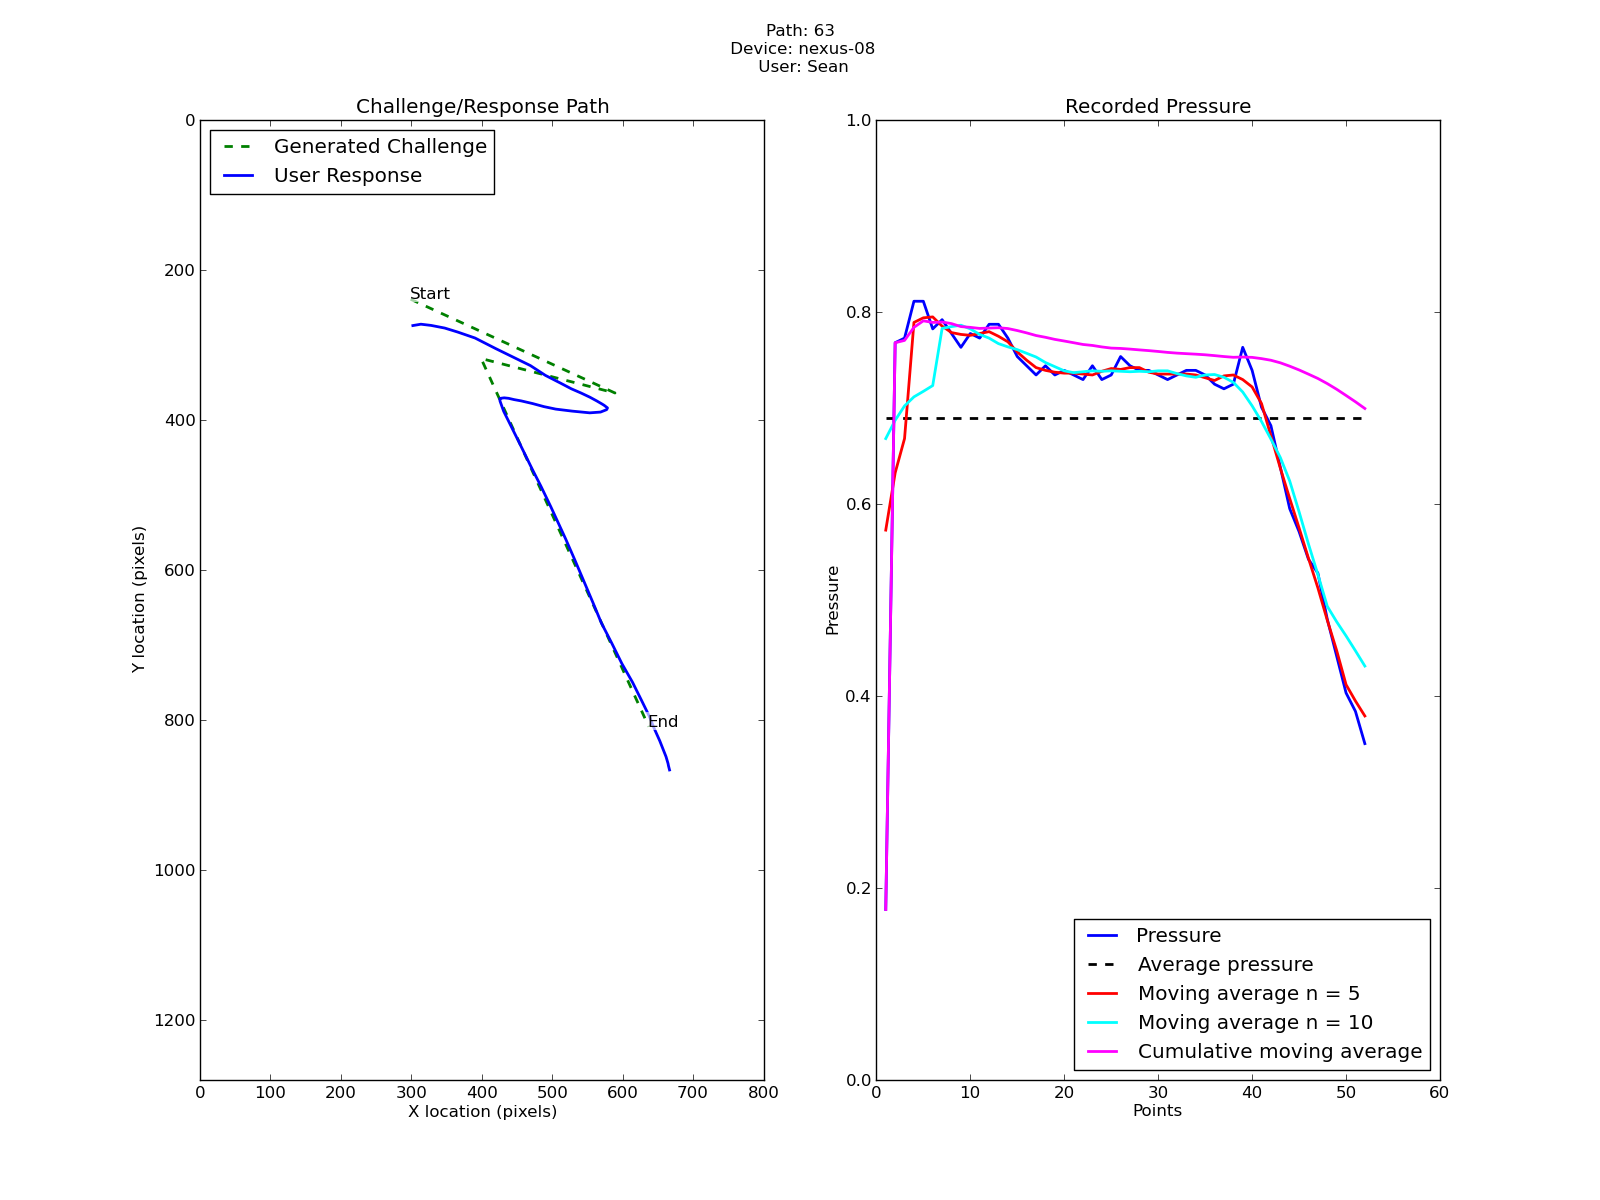 Path: 63
Device: nexus-08
User: Sean
Challenge/Response Path
Generated Challenge
User Response
Start
End
0
200
400
600
800
1000
1200
Y location (pixels)
0 100 200 300 400 500 600 700 800
X location (pixels)
Recorded Pressure
1.0
0.8
0.6
0.4
0.2
0.0
Pressure
Pressure
Average pressure
Moving average n = 5
Moving average n = 10
Cumulative moving average
0 10 20 30 40 50 60
Points